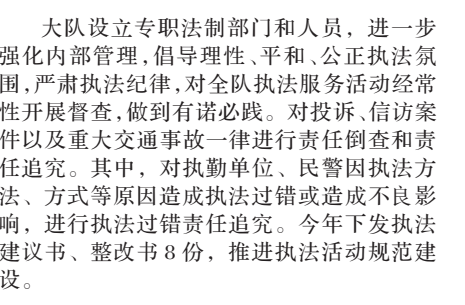 大队设立专职法制部门和人员，进一步
强化内部管理，倡导理性、平和、公正执法氛
围，严肃执法纪律，对全队执法服务活动经常
性开展督查，做到有诺必践。对投诉、信访案
件以及重大交通事故一律进行责任倒查和责
任追究。其中，对执勤单位、民警因执法方
法、方式等原因造成执法过错或造成不良影
响，进行执法过错责任追究。今年下发执法
建议书、整改书8份，推进执法活动规范建
设。